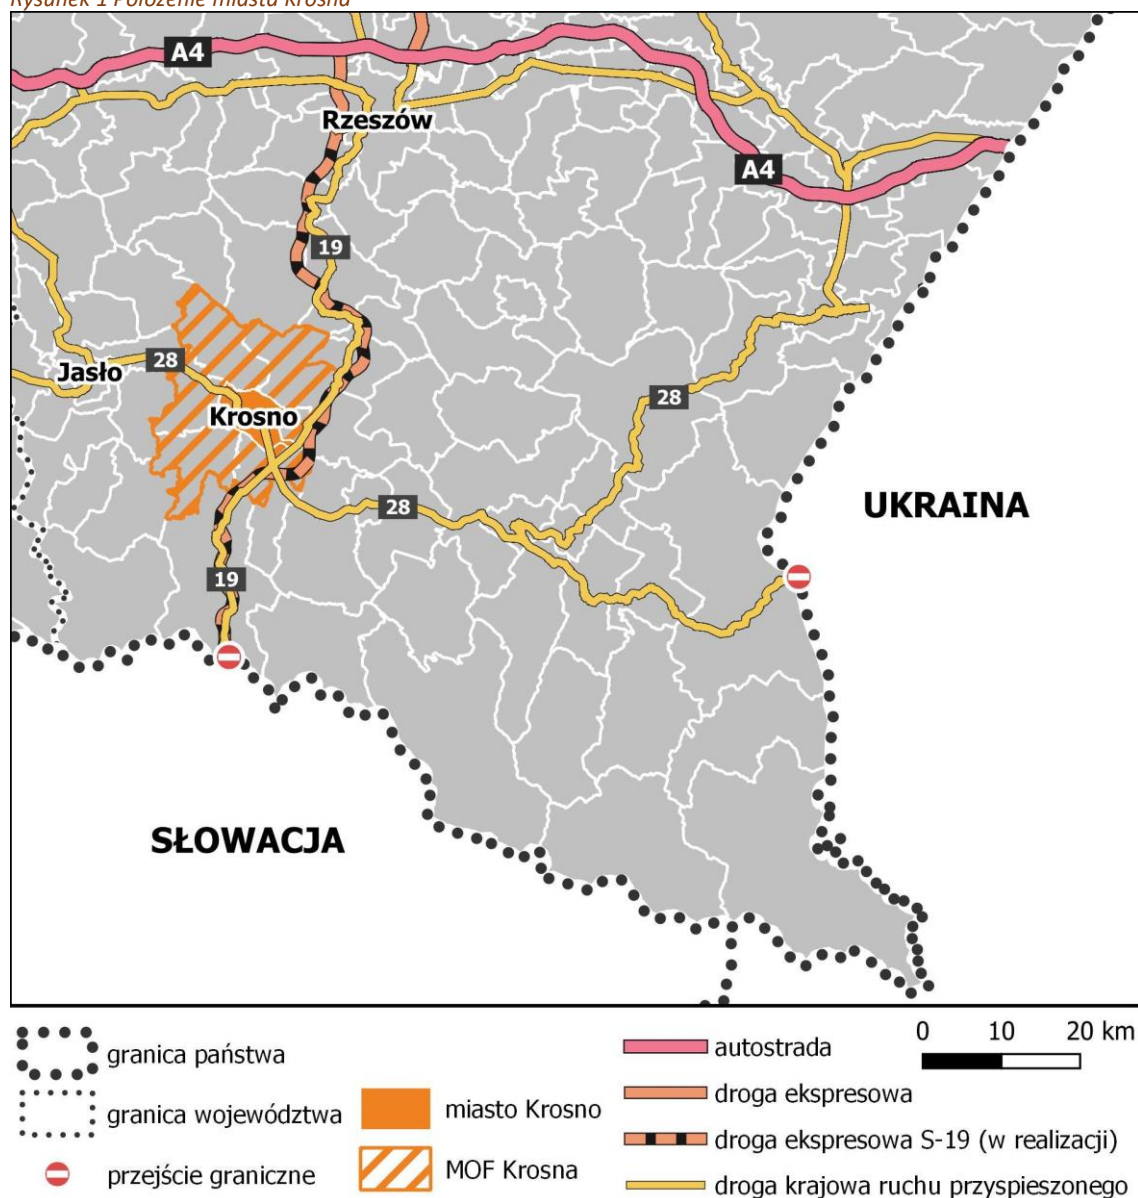 Rysunek 1 Położenie miasta Krosna
A4
Rzeszów
A4
19
28
Jasło
Krosno
28
28
UKRAINA
19
SŁOWACJA
granica państwa
granica województwa
przejście graniczne
miasto Krosno
MOF Krosna
autostrada
droga ekspresowa
droga ekspresowa S-19 (w realizacji)
droga krajowa ruchu przyspieszonego
0 10 20 km